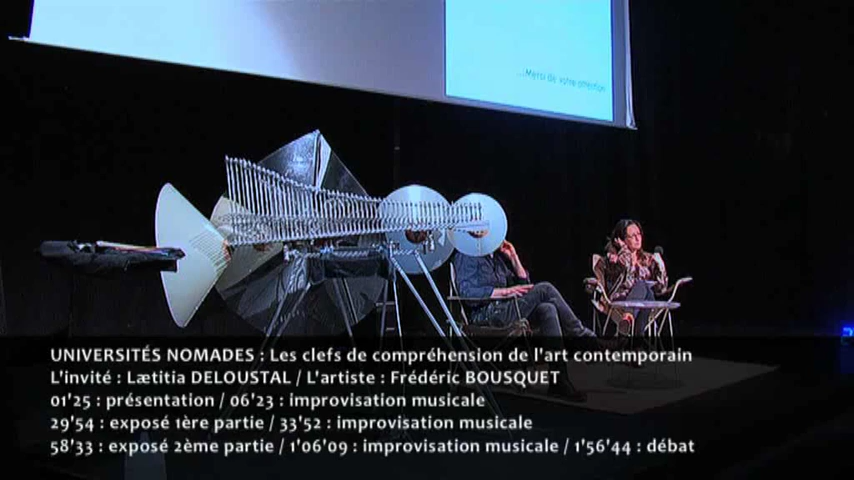 ...Merci de votre attention
UNIVERSITÉS NOMADES : Les clefs de compréhension de l'art contemporain
L'invité : Lætitia DELOUSTAL / L'artiste : Frédéric BOUSQUET
01'25 : présentation / 06'23 : improvisation musicale
29'54 : exposé 1ère partie / 33'52 : improvisation musicale
58'33 : exposé 2ème partie / 1'06'09 : improvisation musicale / 1'56'44 : débat